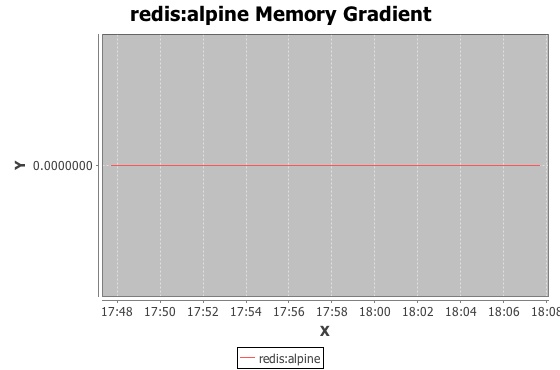 redis:alpine Memory Gradient
Y
0.0000000
17:48 17:50 17:52 17:54 17:56 17:58 18:00 18:02 18:04 18:06 18:08
X
redis:alpine